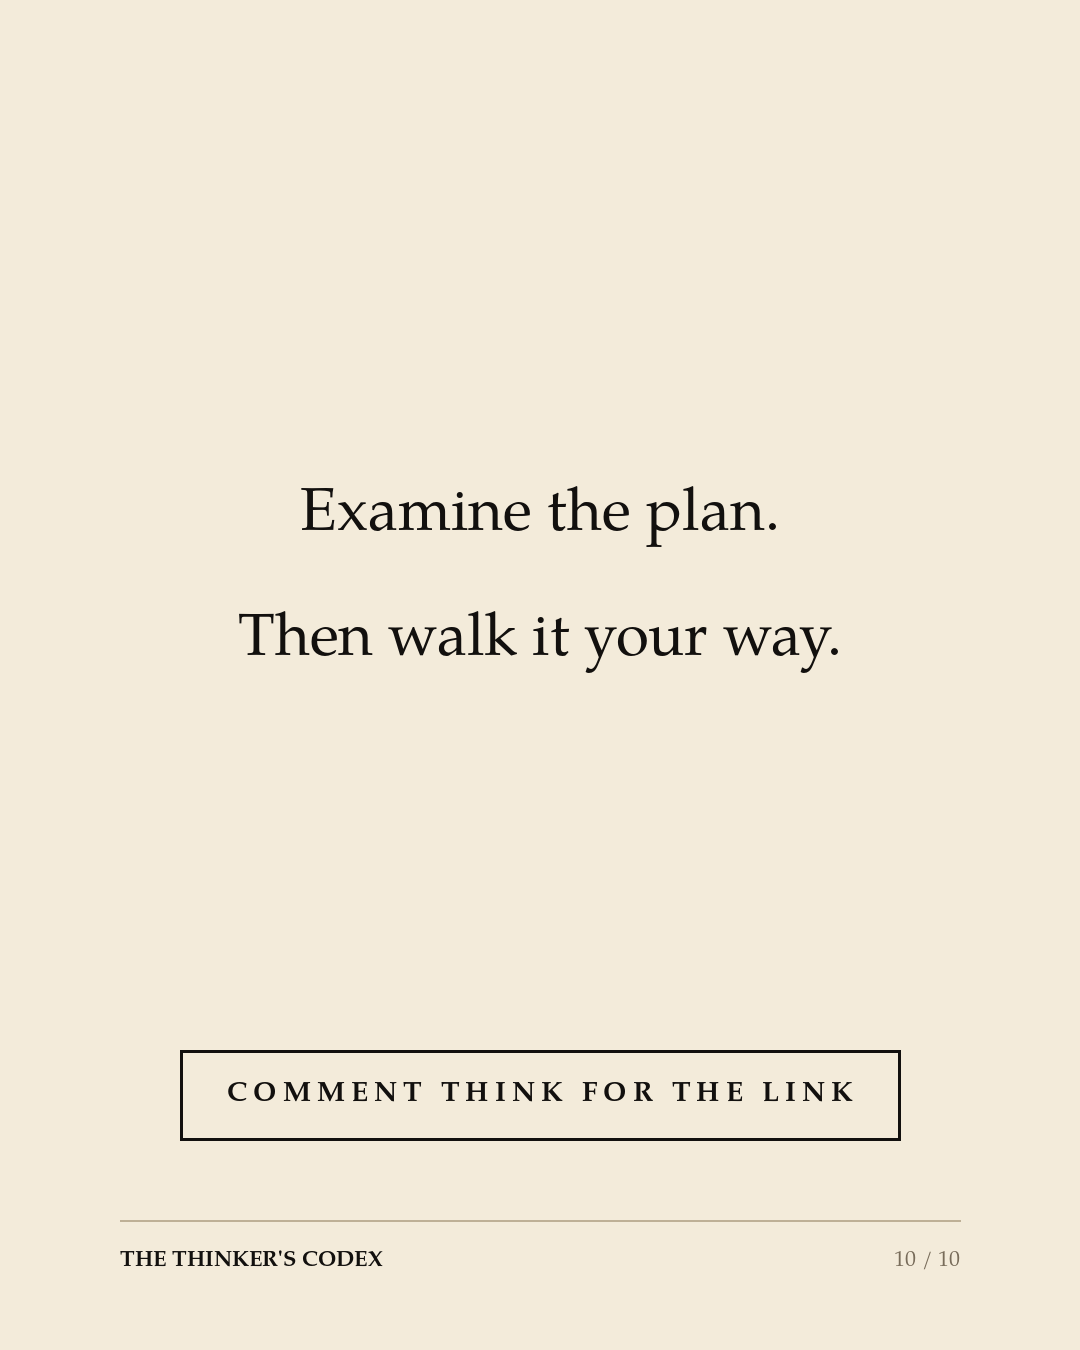 Examine the plan.
Then walk it your way.
COMMENT THINK FOR THE LINK
THE THINKER'S CODEX
10 / 10